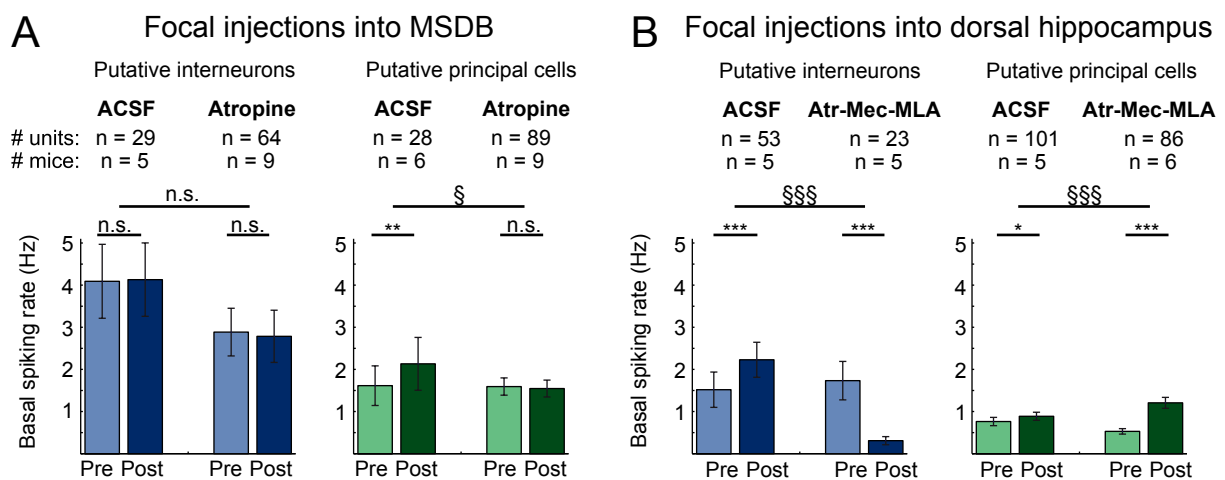 A Focal injections into MSDB
Putative interneurons Putative principal cells
ACSF Atropine ACSF Atropine
# units: n = 29 n = 64 n = 28 n = 89
# mice: n = 5 n = 9 n = 6 n = 9
n.s. §
n.s. n.s. ** n.s.
Basal spiking rate (Hz)
5 5
4 4
3 3
2 2
1 1
Pre Post Pre Post Pre Post Pre Post
B Focal injections into dorsal hippocampus
Putative interneurons Putative principal cells
ACSF Atr-Mec-MLA ACSF Atr-Mec-MLA
n = 53 n = 23 n = 101 n = 86
n = 5 n = 5 n = 5 n = 6
§§§ §§§
*** *** * ***
Basal spiking rate (Hz)
5 5
4 4
3 3
2 2
1 1
Pre Post Pre Post Pre Post Pre Post